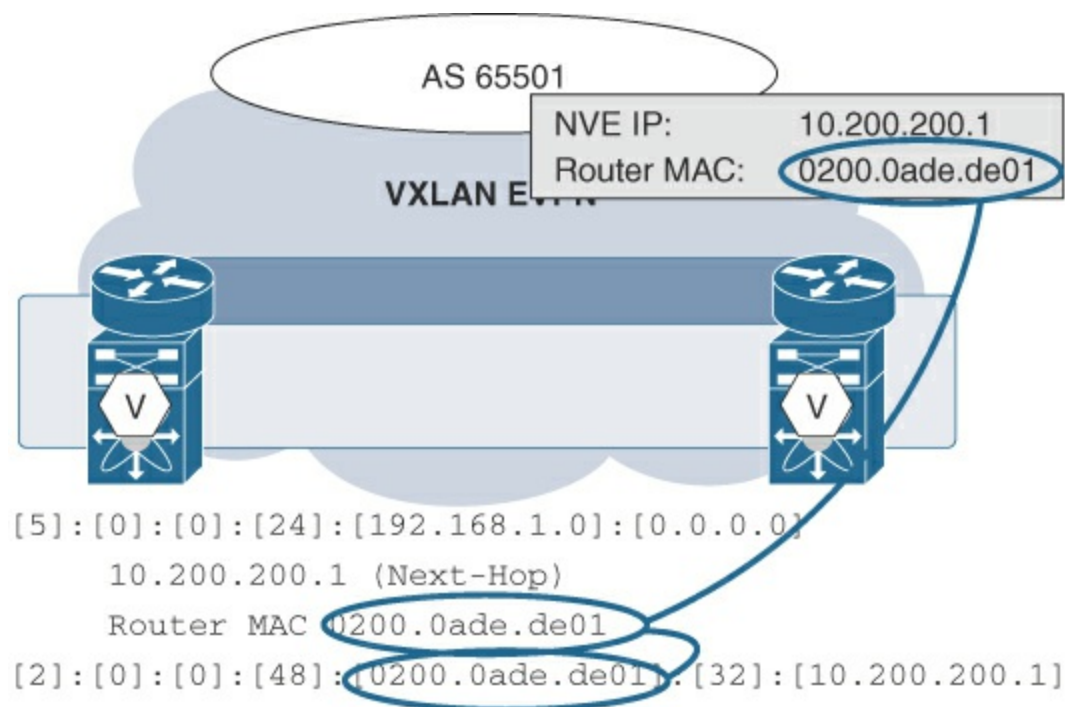 AS 65501
NVE IP: 10.200.200.1
Router MAC: 0200.0ade.de01
VXLAN EVPN
V V
[5]:[0]:[0]:[24]:[192.168.1.0]:[0.0.0.0]
10.200.200.1 (Next-Hop)
Router MAC 0200.0ade.de01
[2]:[0]:[0]:[48]:[0200.0ade.de01]:[32]:[10.200.200.1]